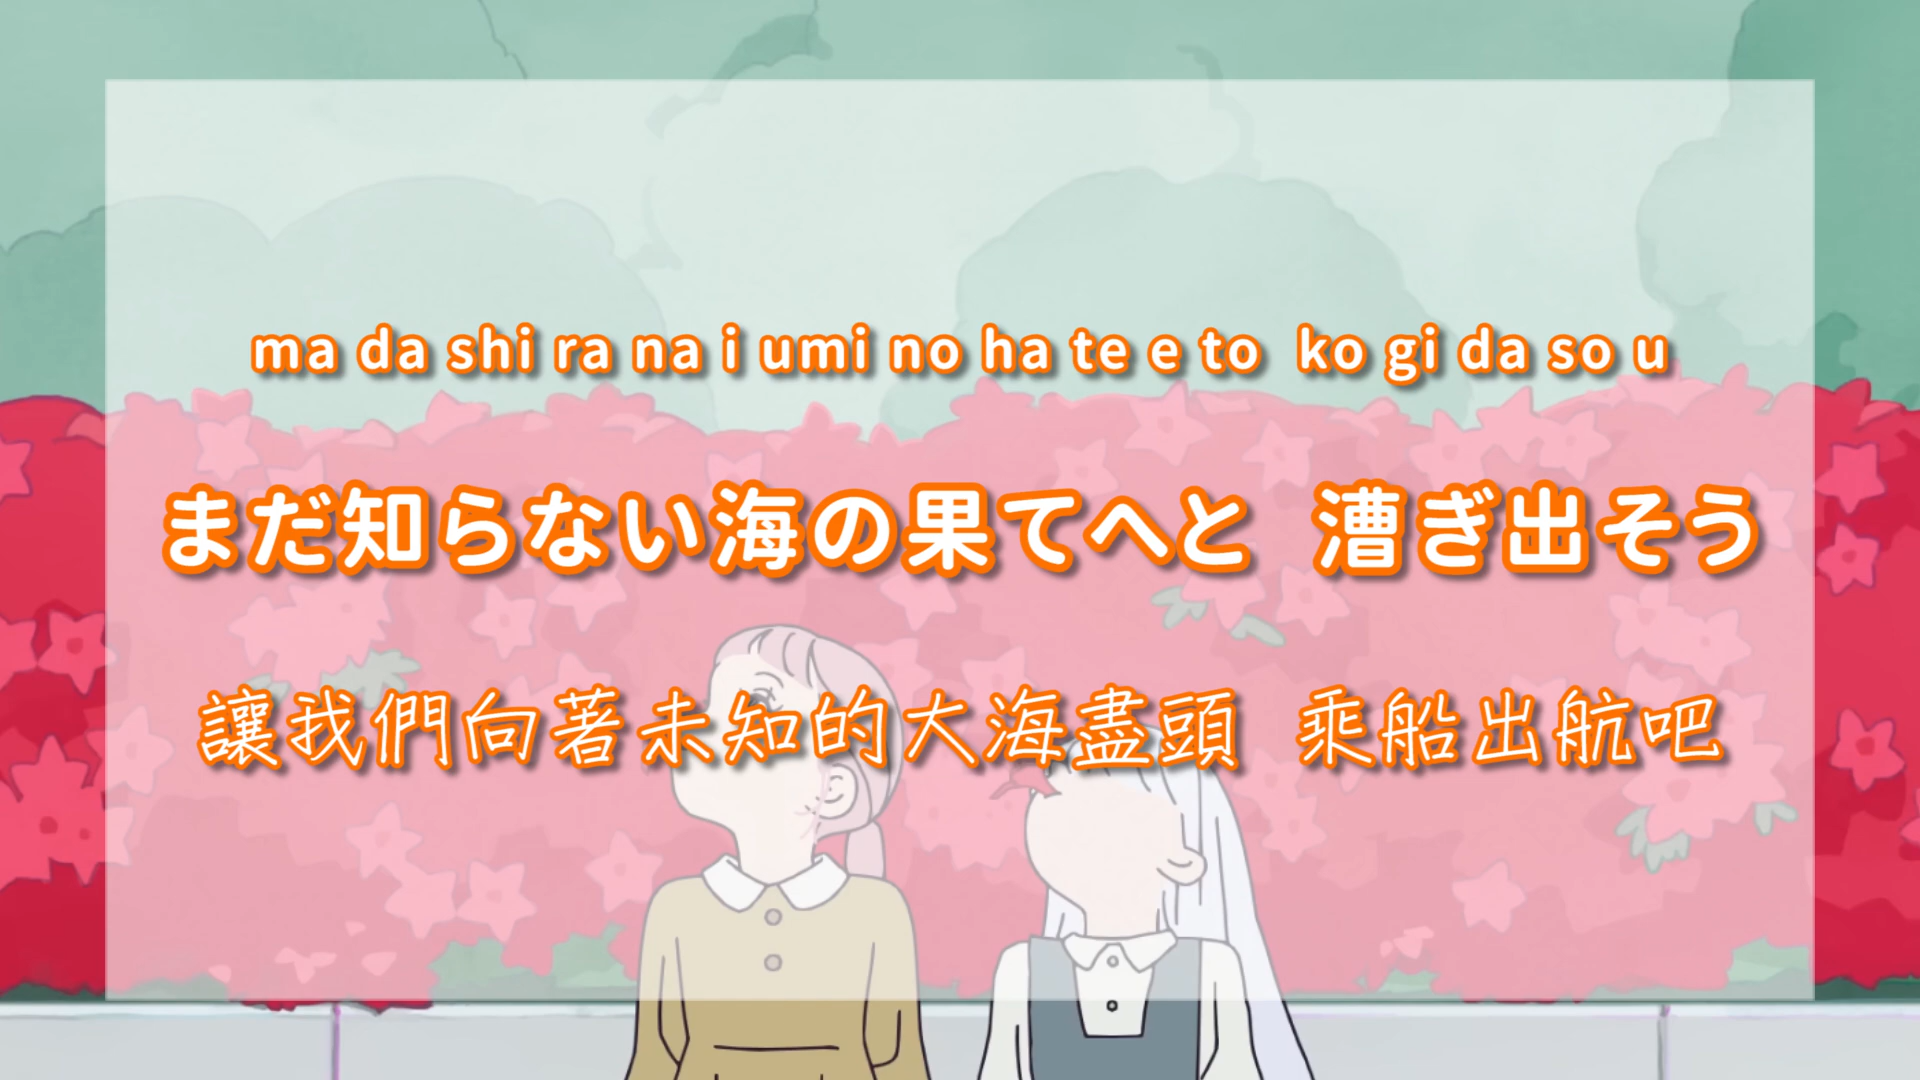 ma da shi ra na i umi no ha te e to ko gi da so u
まだ知らない海の果てへと 漕ぎ出そう
讓我們向著未知的大海盡頭 乘船出航吧